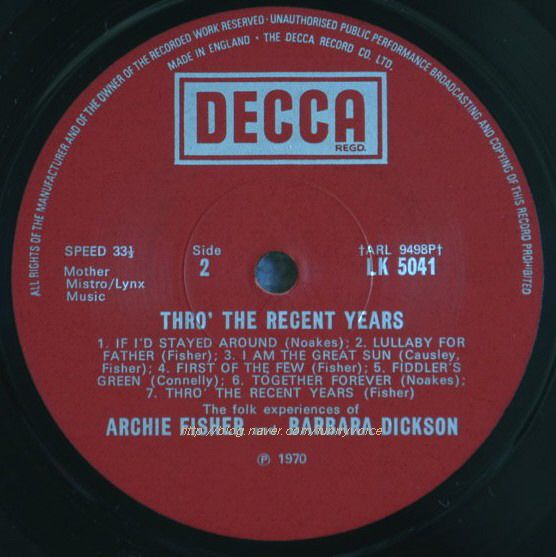 ALL RIGHTS OF THE MANUFACTURER AND OF THE OWNER OF THE RECORDED WORK RESERVED · UNAUTHORISED PUBLIC PERFORMANCE BROADCASTING AND COPYING OF THIS RECORD PROHIBITED
MADE IN ENGLAND · THE DECCA RECORD CO. LTD.
DECCA
REGD.
SPEED 33⅓
Side
2
†ARL 9498P†
LK 5041
Mother
Mistro/Lynx
Music
THRO' THE RECENT YEARS
1. IF I'D STAYED AROUND (Noakes); 2. LULLABY FOR
FATHER (Fisher); 3. I AM THE GREAT SUN (Causley,
Fisher); 4. FIRST OF THE FEW (Fisher); 5. FIDDLER'S
GREEN (Connelly); 6. TOGETHER FOREVER (Noakes);
7. THRO' THE RECENT YEARS (Fisher)
The folk experiences of
ARCHIE FISHER BARBARA DICKSON
http://blog.naver.com/funnyvoice
Ⓟ 1970